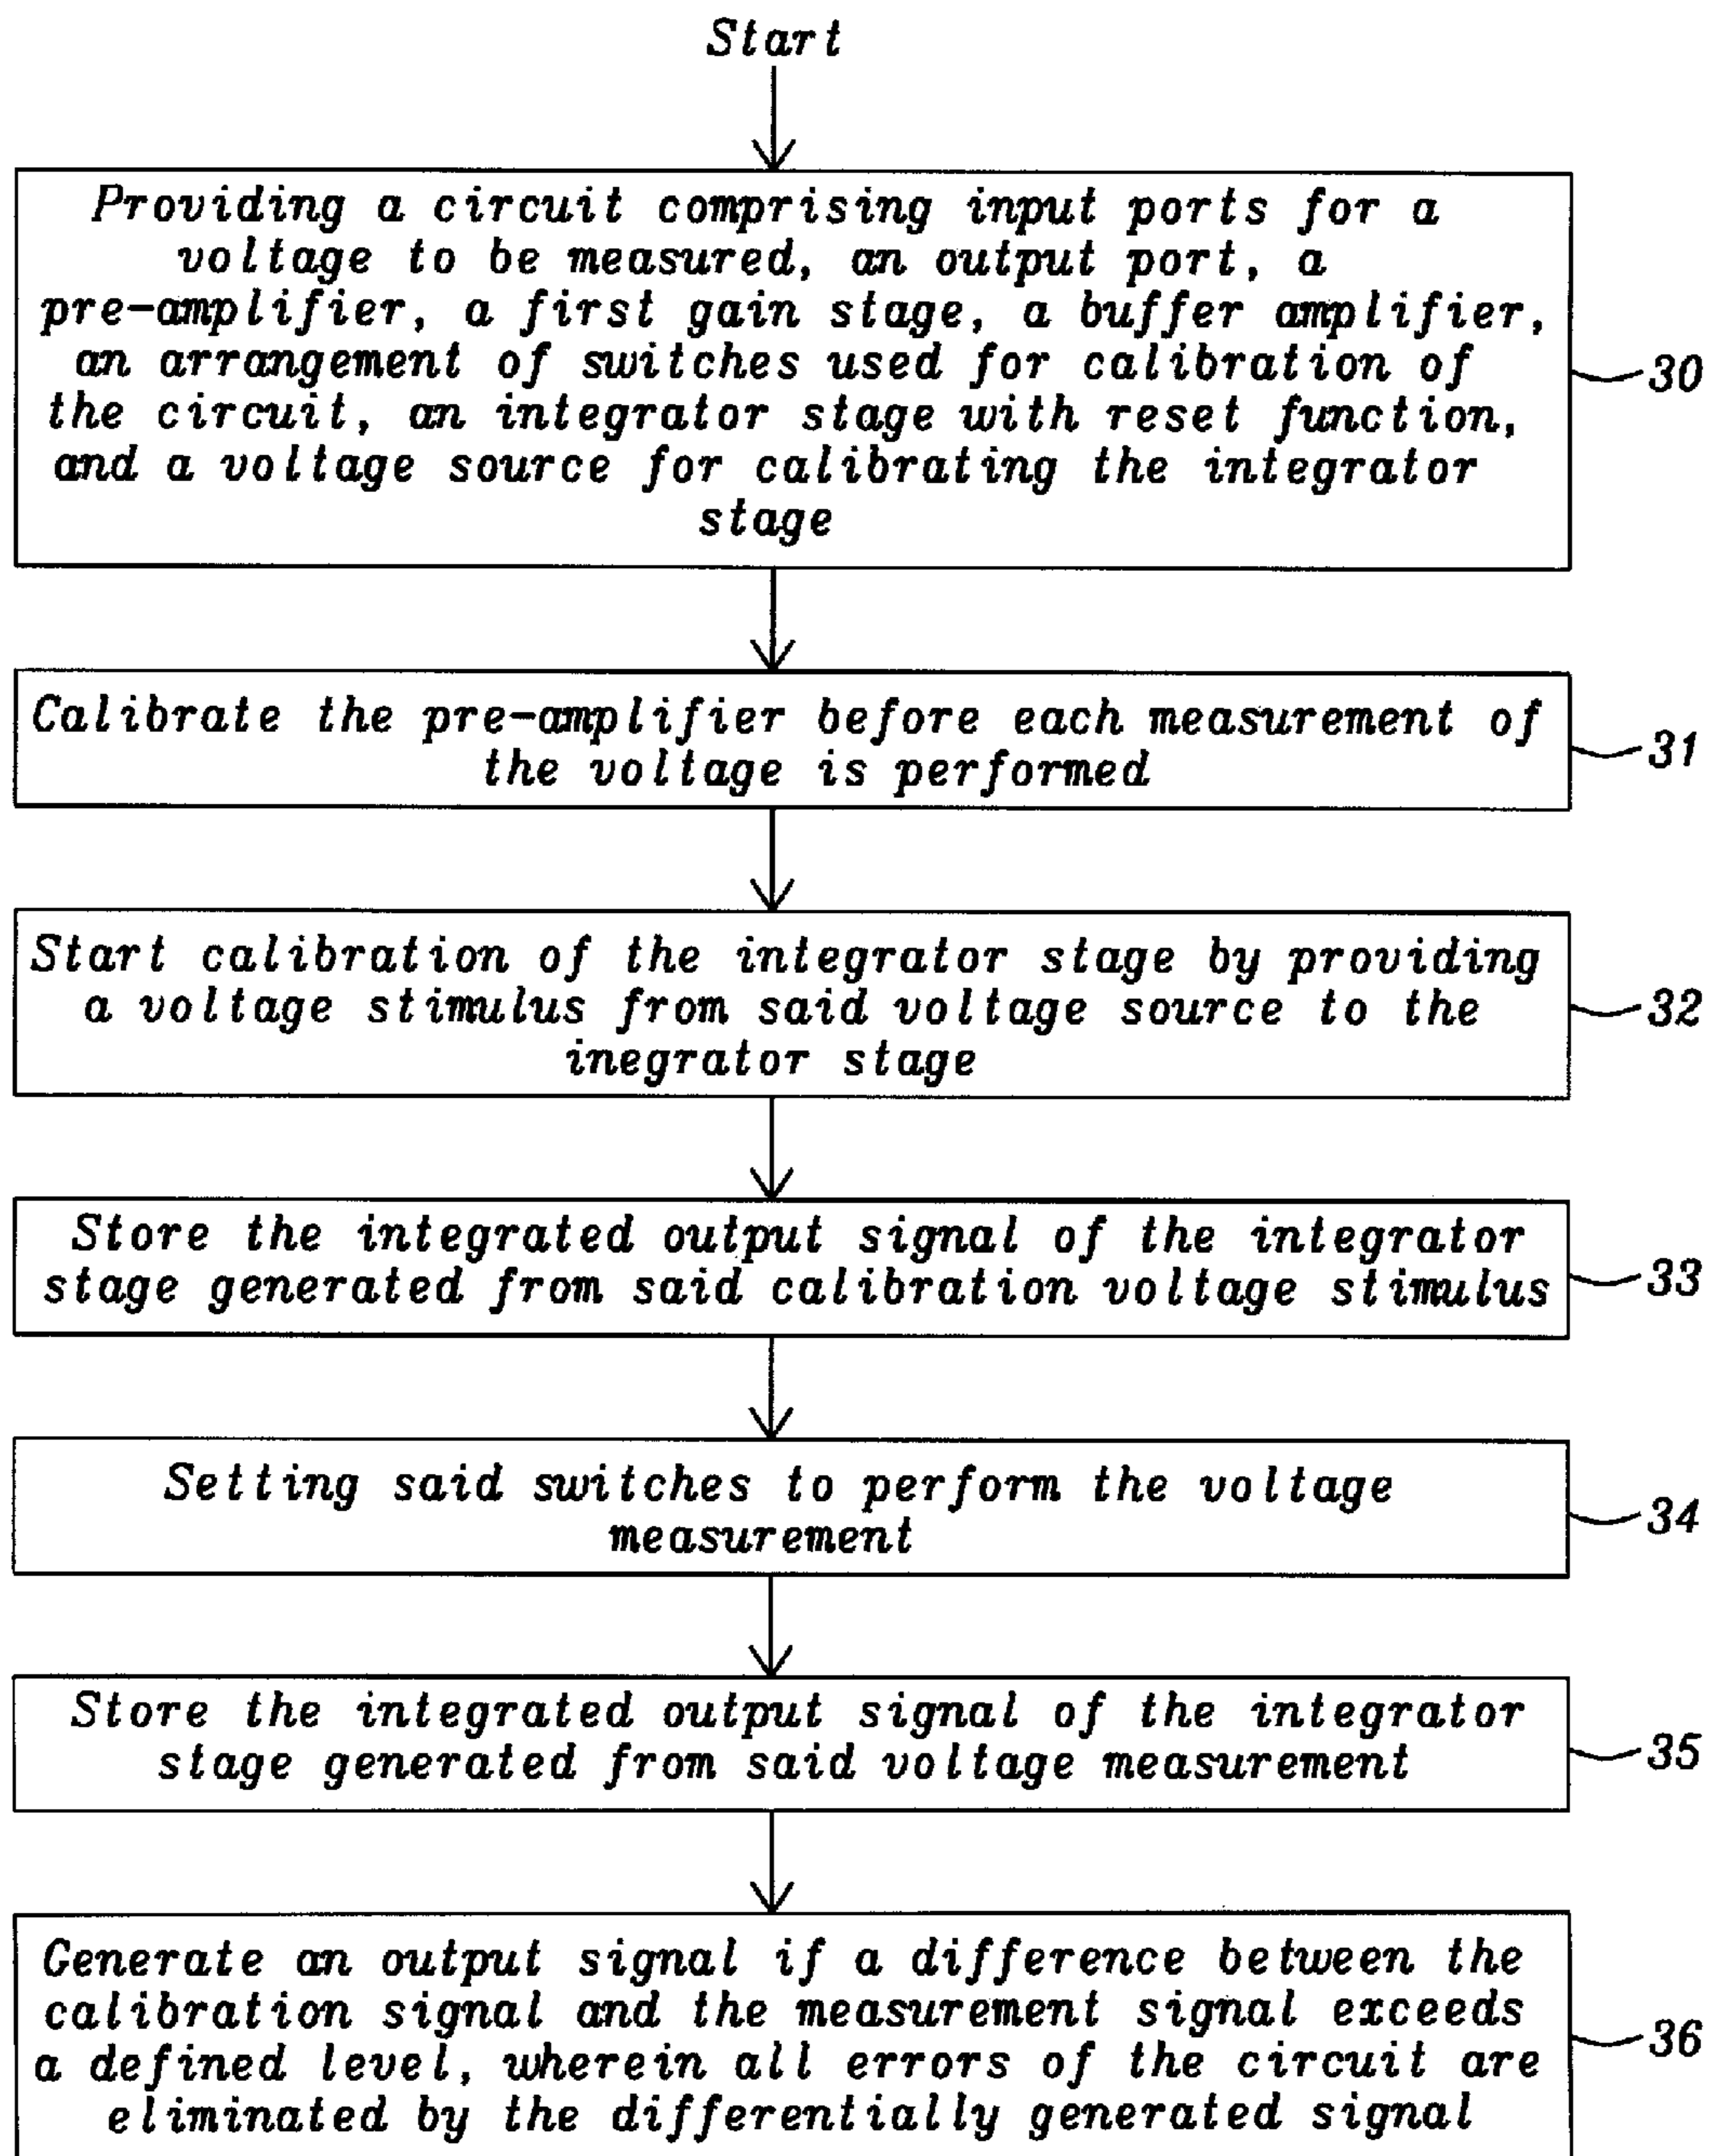 Start
Providing a circuit comprising input ports for a
voltage to be measured, an output port, a
pre-amplifier, a first gain stage, a buffer amplifier,
an arrangement of switches used for calibration of
the circuit, an integrator stage with reset function,
and a voltage source for calibrating the integrator
stage
30
Calibrate the pre-amplifier before each measurement of
the voltage is performed
31
Start calibration of the integrator stage by providing
a voltage stimulus from said voltage source to the
inegrator stage
32
Store the integrated output signal of the integrator
stage generated from said calibration voltage stimulus
33
Setting said switches to perform the voltage
measurement
34
Store the integrated output signal of the integrator
stage generated from said voltage measurement
35
Generate an output signal if a difference between the
calibration signal and the measurement signal exceeds
a defined level, wherein all errors of the circuit are
eliminated by the differentially generated signal
36